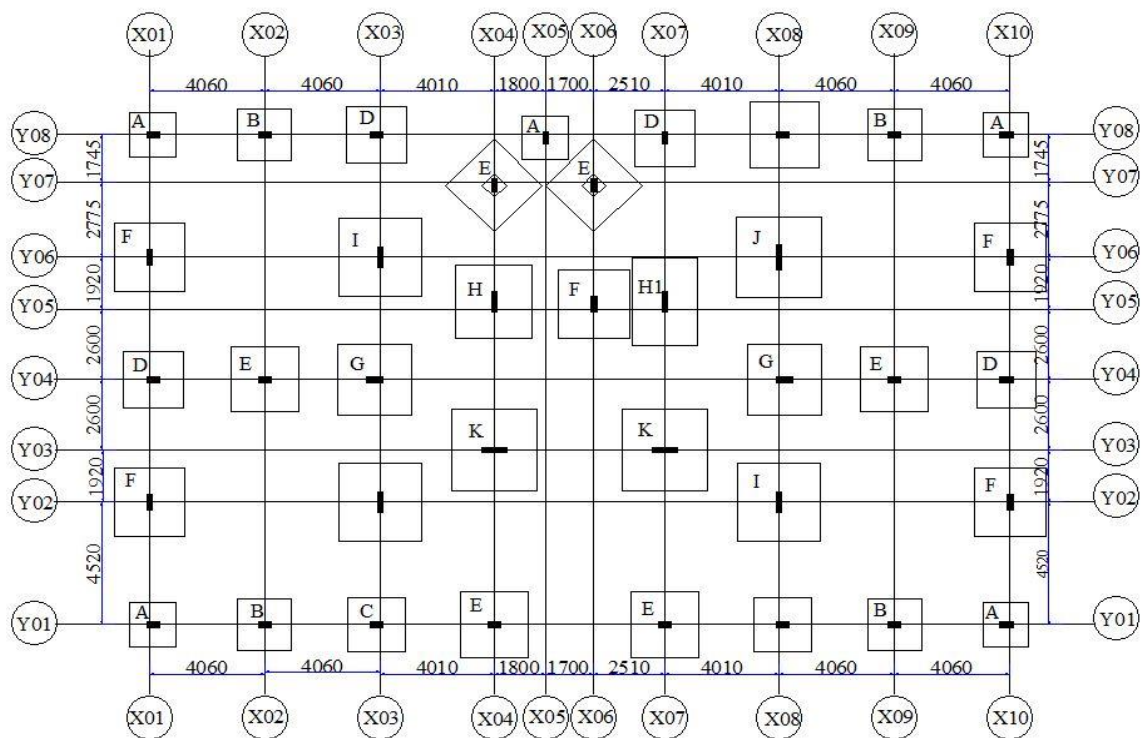 X01 X02 X03 X04 X05 X06 X07 X08 X09 X10
4060 4060 4010 1800 1700 2510 4010 4060 4060
Y08 A B D A D B A Y08
1745 1745
Y07 E E Y07
2775 2775
F I J F
Y06 Y06
1920 H F H1 1920
Y05 Y05
2600 2600
Y04 D E G G E D Y04
2600 2600
K K
Y03 Y03
1920 F I F 1920
Y02 Y02
4520 4520
Y01 A B C E E B A Y01
4060 4060 4010 1800 1700 2510 4010 4060 4060
X01 X02 X03 X04 X05 X06 X07 X08 X09 X10